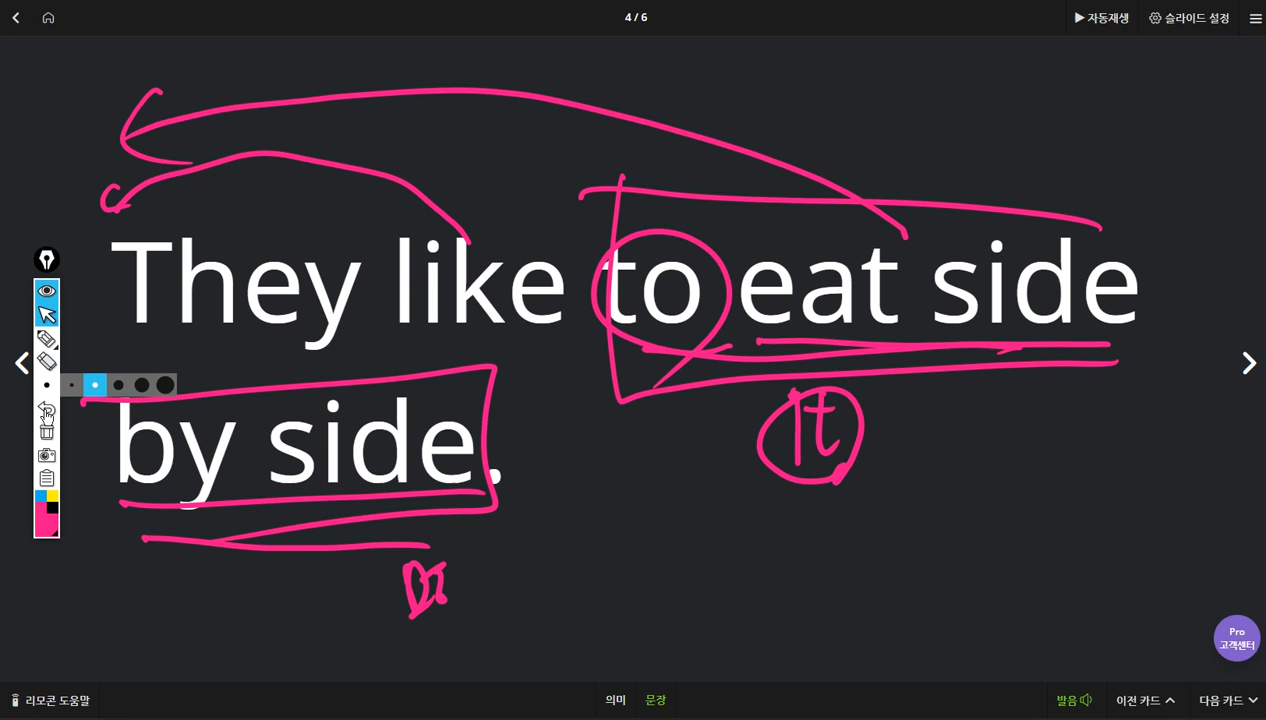 4 / 6
자동재생
슬라이드 설정
They like to eat side
by side.
It
Pro
고객센터
리모콘 도움말
의미
문장
발음
이전 카드
다음 카드